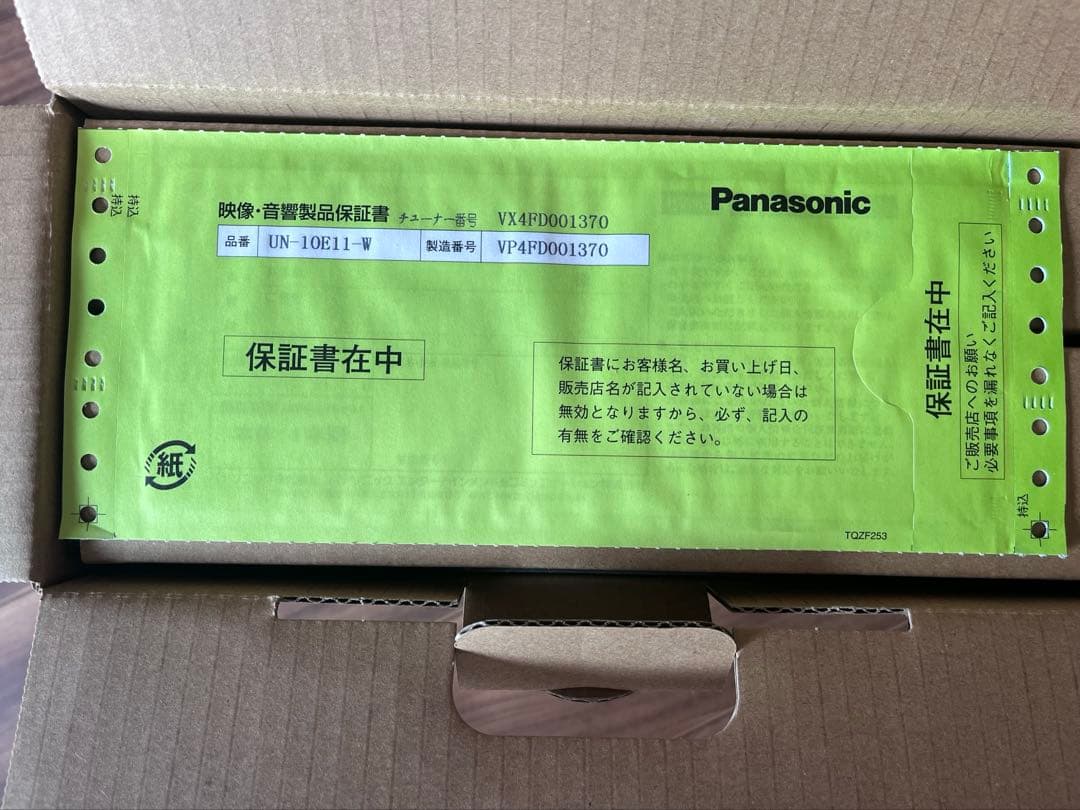 Panasonic
映像・音響製品保証書 チューナー番号 VX4FD001370
品番 UN-10E11-W 製造番号 VP4FD001370
保証書在中
保証書にお客様名、お買い上げ日、
販売店名が記入されていない場合は
無効となりますから、必ず、記入の
有無をご確認ください。
紙
TQZF253
保証書在中
ご販売店へのお願い
必要事項を漏れなくご記入ください
持込
持込
持込